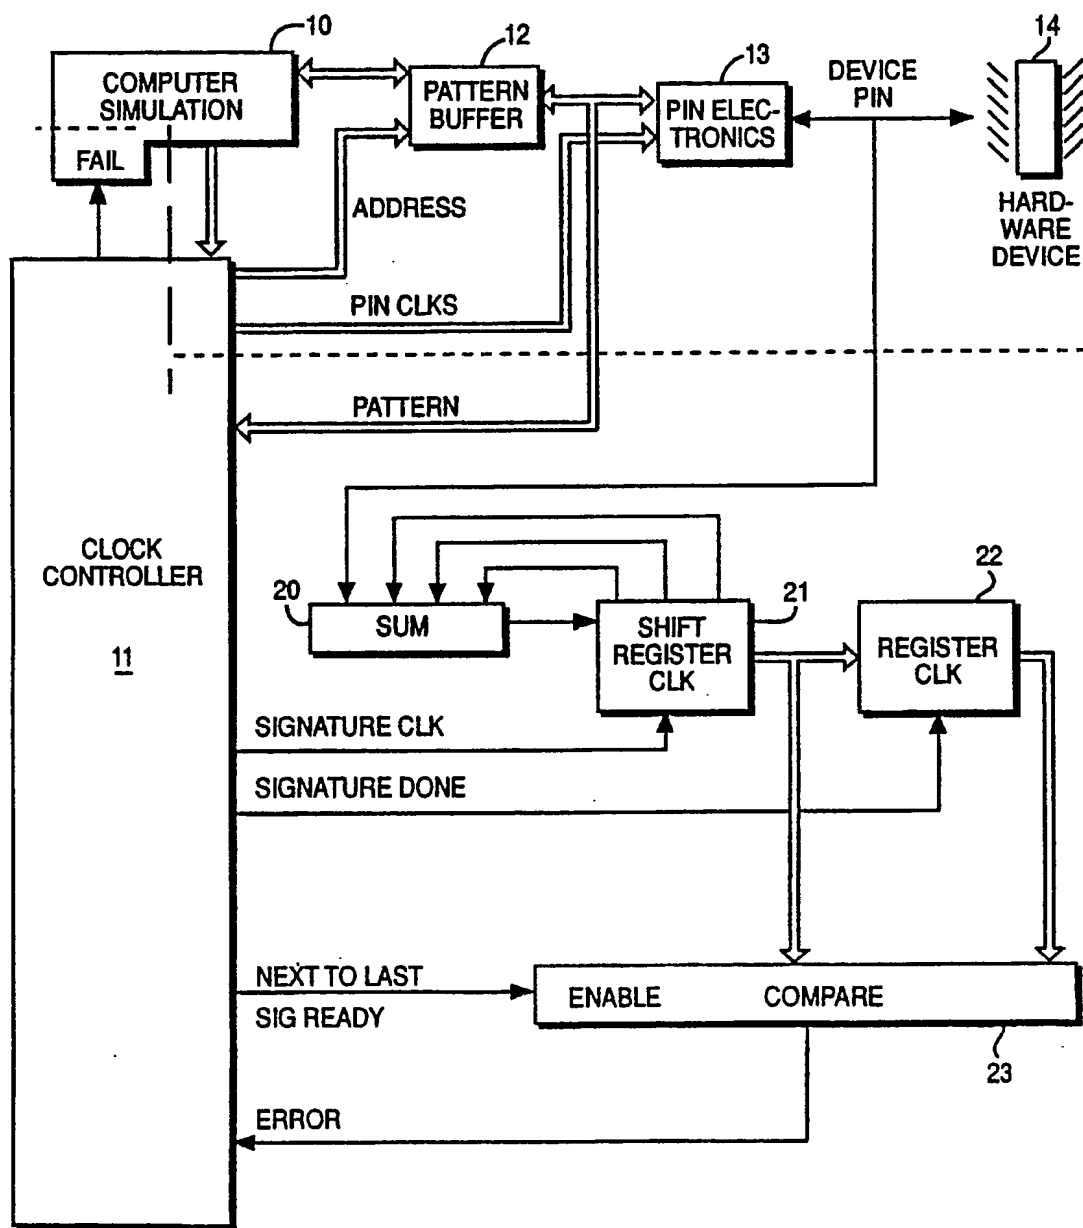 10
12
13
14
COMPUTER
SIMULATION
FAIL
PATTERN
BUFFER
PIN ELEC-
TRONICS
DEVICE
PIN
HARD-
WARE
DEVICE
ADDRESS
PIN CLKS
PATTERN
CLOCK
CONTROLLER
11
20
SUM
21
SHIFT
REGISTER
CLK
22
REGISTER
CLK
SIGNATURE CLK
SIGNATURE DONE
NEXT TO LAST
SIG READY
ENABLE COMPARE
23
ERROR